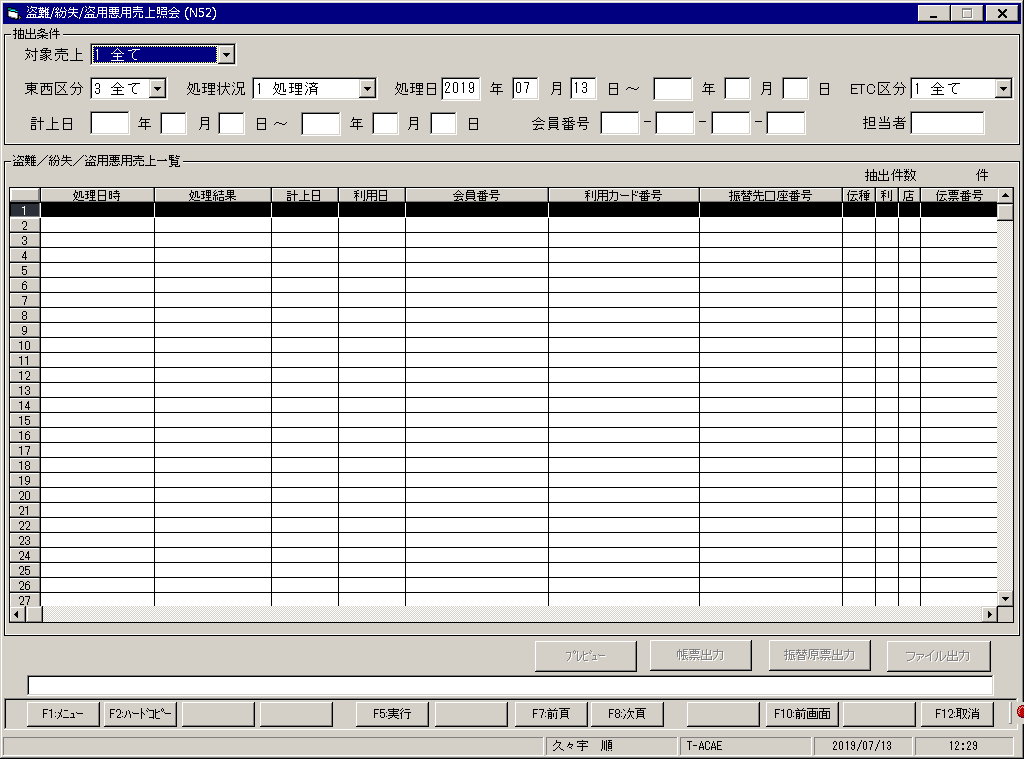 盗難/紛失/盗用悪用売上照会 (N52)
抽出条件
対象売上 1 全て
東西区分 3 全て 処理状況 1 処理済 処理日 2019 年 07 月 13 日 ～ 年 月 日 ETC区分 1 全て
計上日 年 月 日 ～ 年 月 日 会員番号 - - - 担当者
盗難／紛失／盗用悪用売上一覧
抽出件数 件
処理日時 処理結果 計上日 利用日 会員番号 利用カード番号 振替先口座番号 伝種 利 店 伝票番号
1
2
3
4
5
6
7
8
9
10
11
12
13
14
15
16
17
18
19
20
21
22
23
24
25
26
27
ﾌﾟﾚﾋﾞｭｰ 帳票出力 振替原票出力 ファイル出力
F1:ﾒﾆｭｰ F2:ﾊｰﾄﾞｺﾋﾟｰ F5:実行 F7:前頁 F8:次頁 F10:前画面 F12:取消
久々宇 順 T-ACAE 2019/07/13 12:29